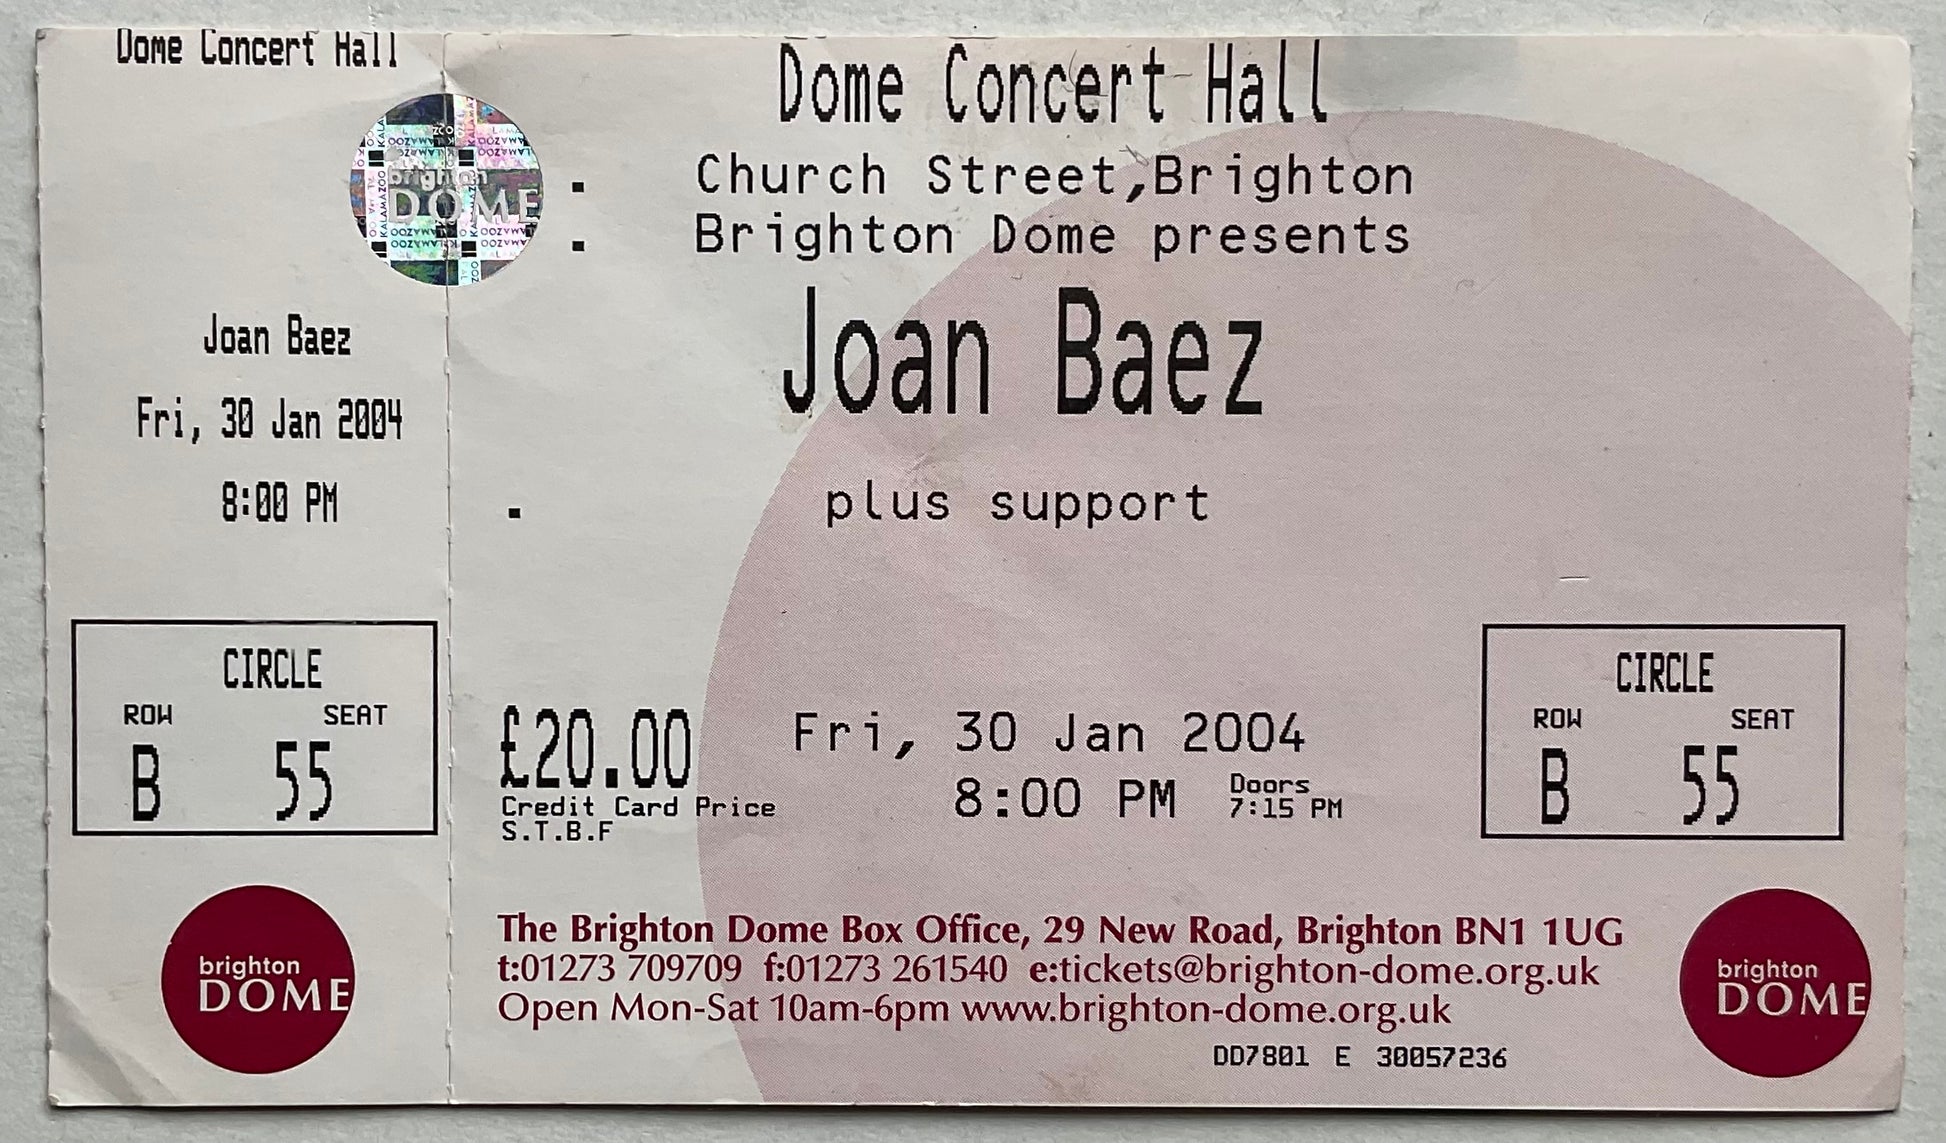 Dome Concert Hall
brighton
DOME
Joan Baez
Fri, 30 Jan 2004
8:00 PM
CIRCLE
ROW SEAT
B 55
brighton
DOME
Dome Concert Hall
: Church Street,Brighton
: Brighton Dome presents
Joan Baez
. plus support
£20.00 Fri, 30 Jan 2004
Credit Card Price 8:00 PM Doors 7:15 PM
S.T.B.F
CIRCLE
ROW SEAT
B 55
The Brighton Dome Box Office, 29 New Road, Brighton BN1 1UG
t:01273 709709 f:01273 261540 e:tickets@brighton-dome.org.uk
Open Mon-Sat 10am-6pm www.brighton-dome.org.uk
DD7801 E 30057236
brighton
DOME